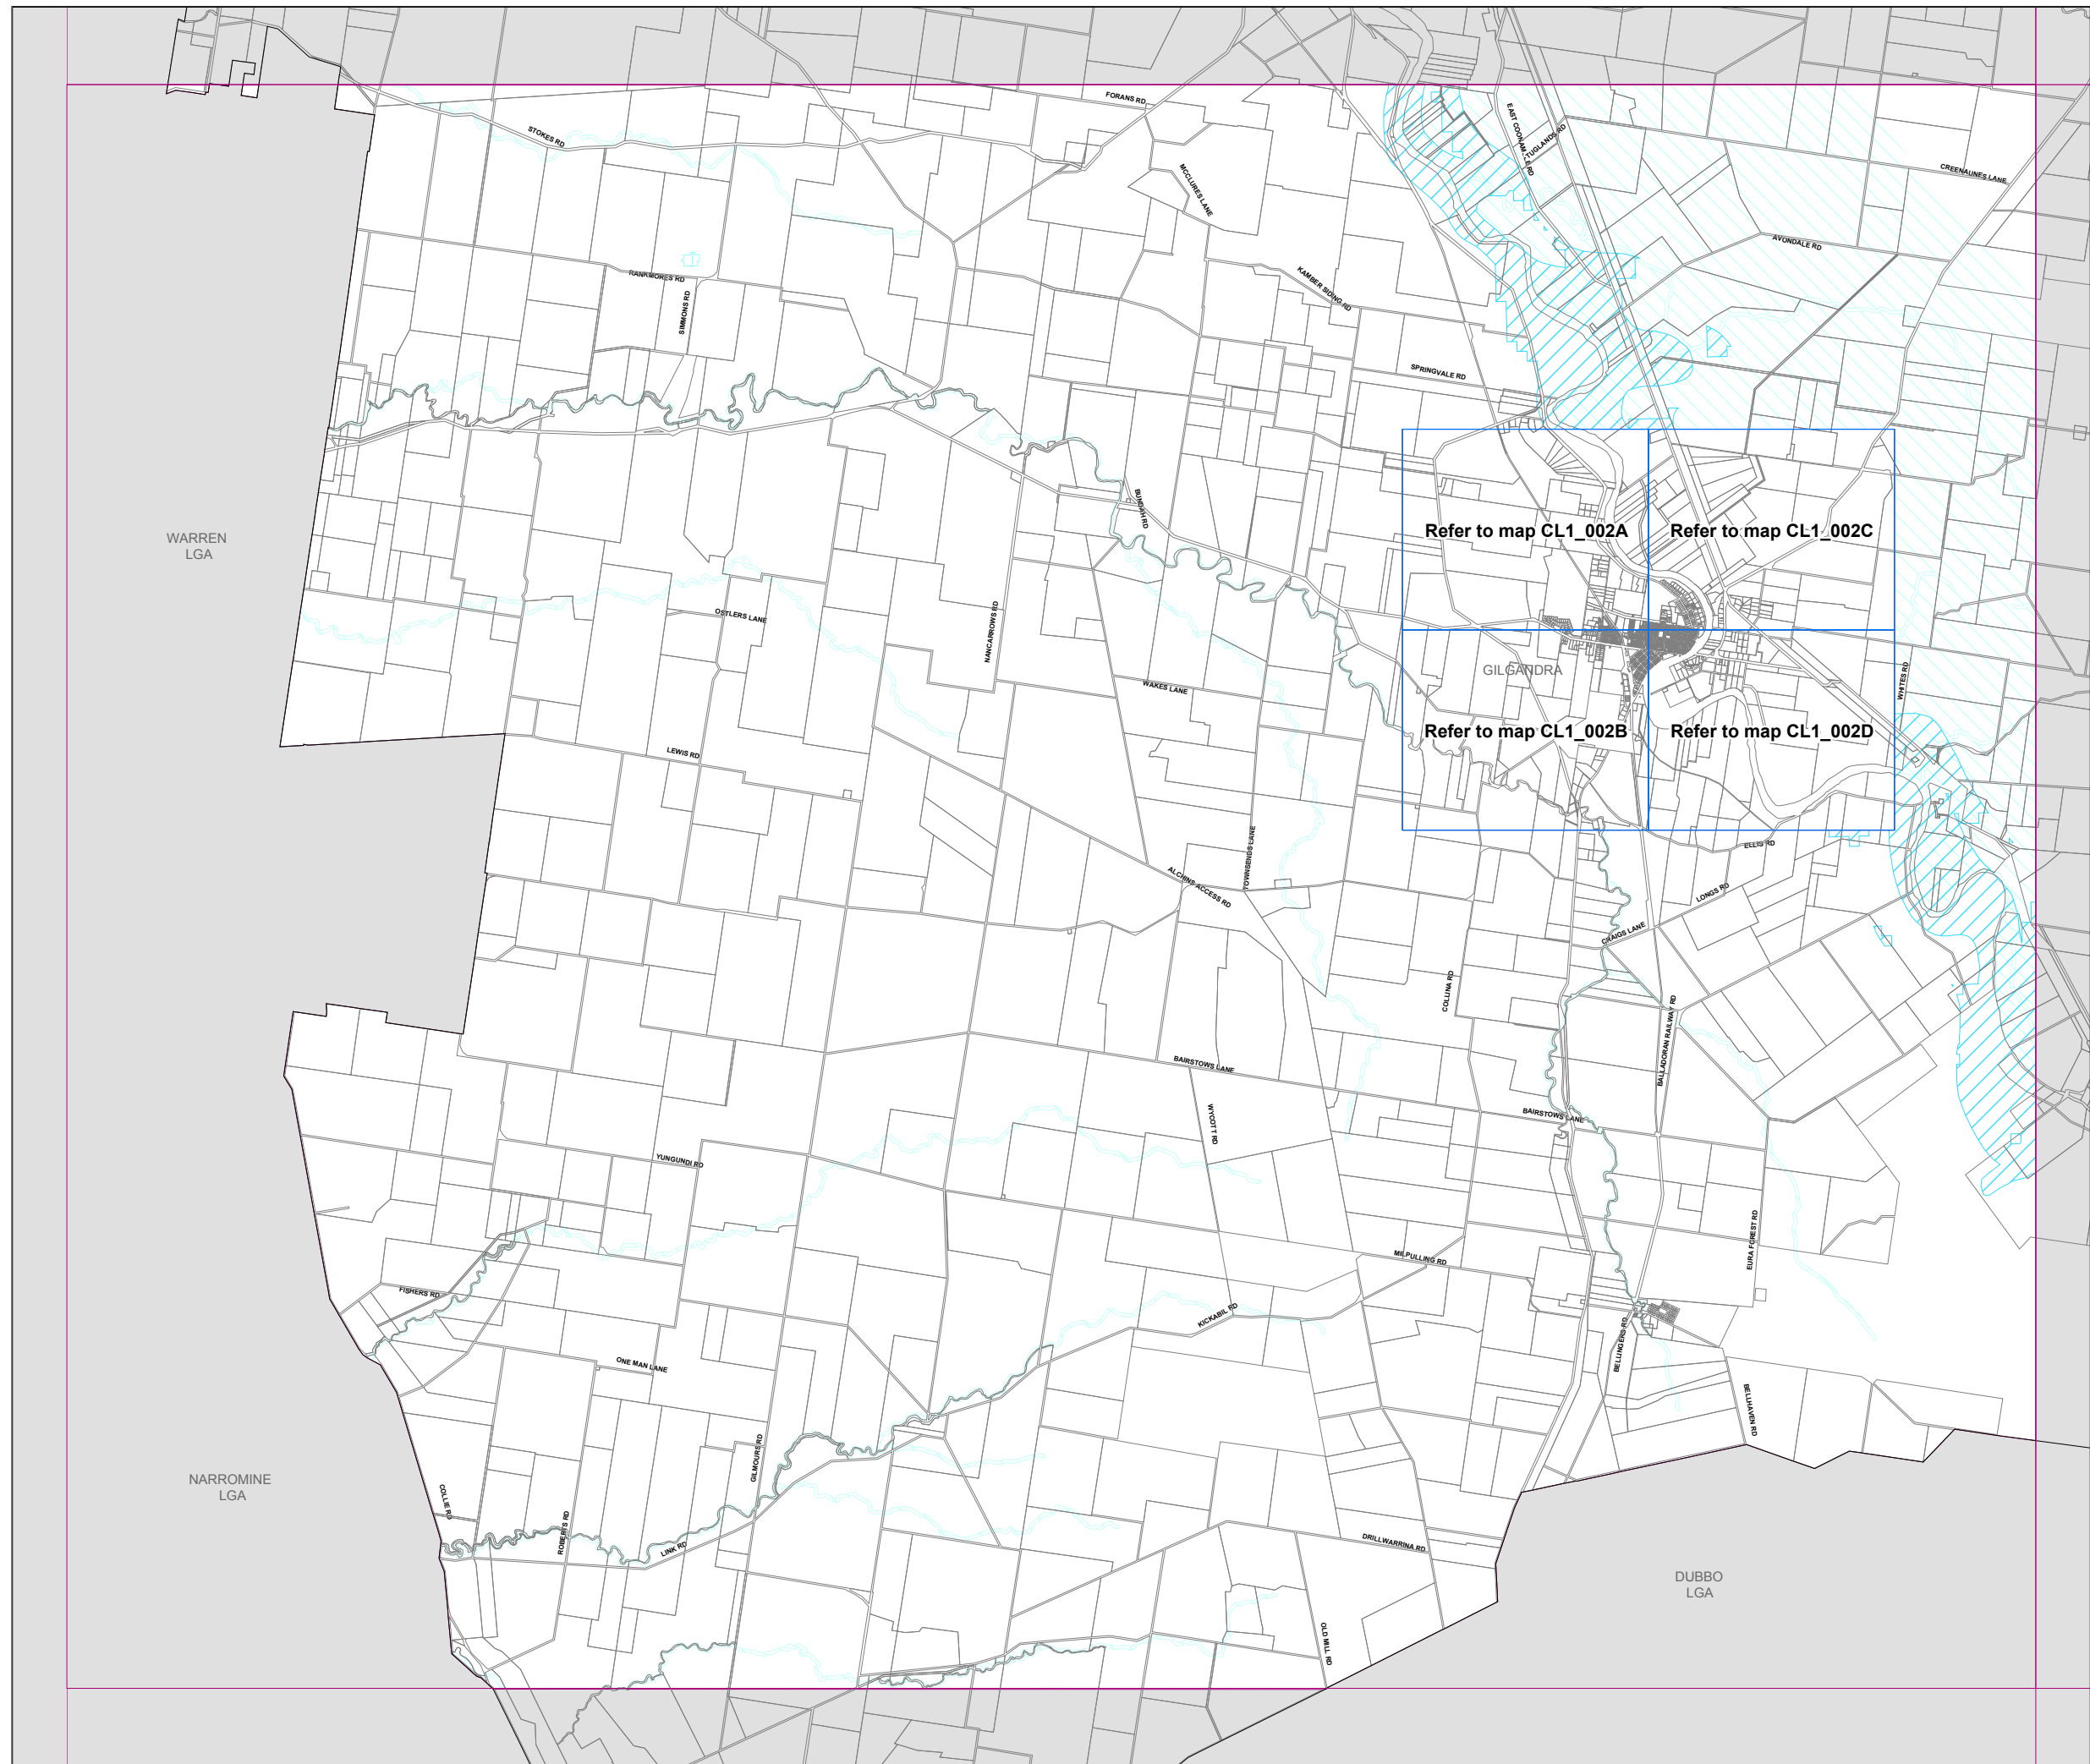 FORANS RD
STOKES RD
EAST COONAMBLE RD
TUGLANDS RD
CREENAUNES LANE
MCCLURES LANE
AVONDALE RD
RANKMORES RD
SIMMONS RD
KAMBER SIDING RD
SPRINGVALE RD
BUNDAH RD
WARREN
LGA
Refer to map CL1_002A
Refer to map CL1_002C
OSTLERS LANE
NANCARROWS RD
WAKES LANE
GILGANDRA
WHITES RD
Refer to map CL1_002B
Refer to map CL1_002D
LEWIS RD
TOWNSENDS LANE
ELLIS RD
ALCHINS ACCESS RD
LONGS RD
CRAIGS LANE
COLLINA RD
BALLADORAN RAILWAY RD
BAIRSTOWS LANE
WYCOTT RD
BAIRSTOWS LANE
YUNGUNDI RD
EURA FOREST RD
MILPULLING RD
FISHERS RD
KICKABIL RD
BELLINGERS RD
ONE MAN LANE
BELLHAVEN RD
GILMOURS RD
NARROMINE
LGA
COLLIE RD
ROBERTS RD
LINK RD
DRILLWARRINA RD
DUBBO
LGA
OLD MILL RD